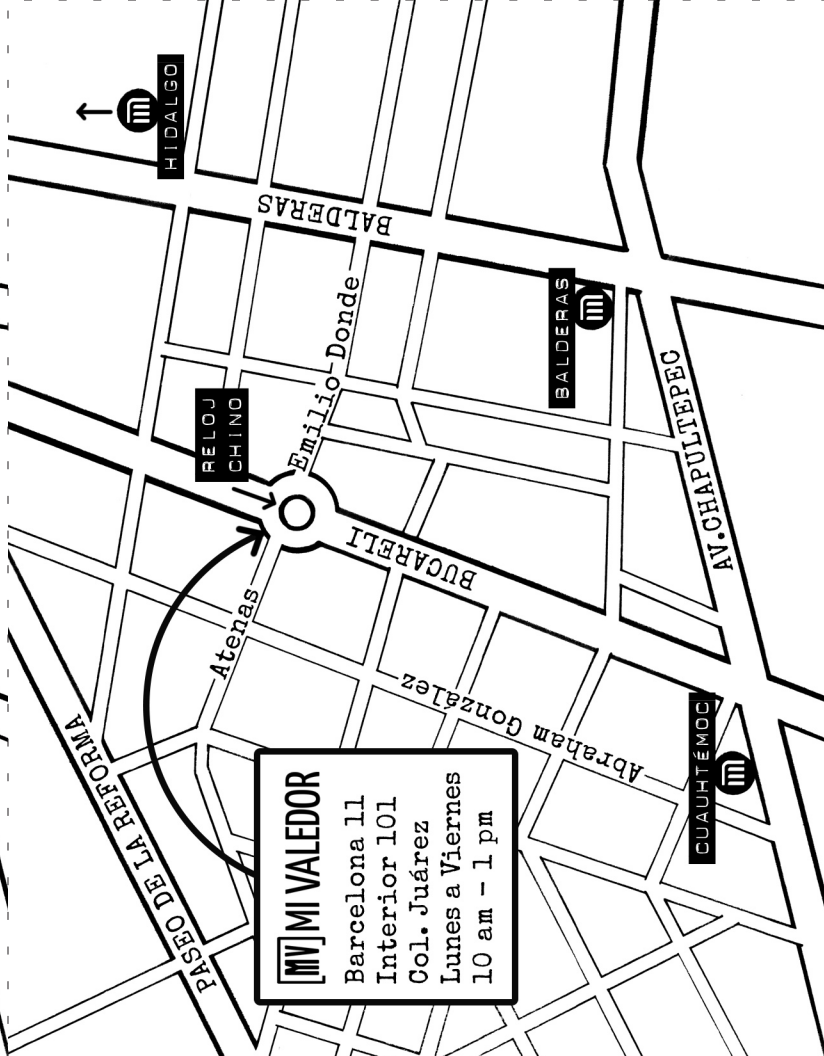 HIDALGO
BALDERAS
BALDERAS
Emilio Donde
RELOJ
CHINO
AV.CHAPULTEPEC
BUCARELI
Atenas
Abraham González
CUAUHTÉMOC
PASEO DE LA REFORMA
[MV] MI VALEDOR
Barcelona 11
Interior 101
Col. Juárez
Lunes a Viernes
10 am - 1 pm